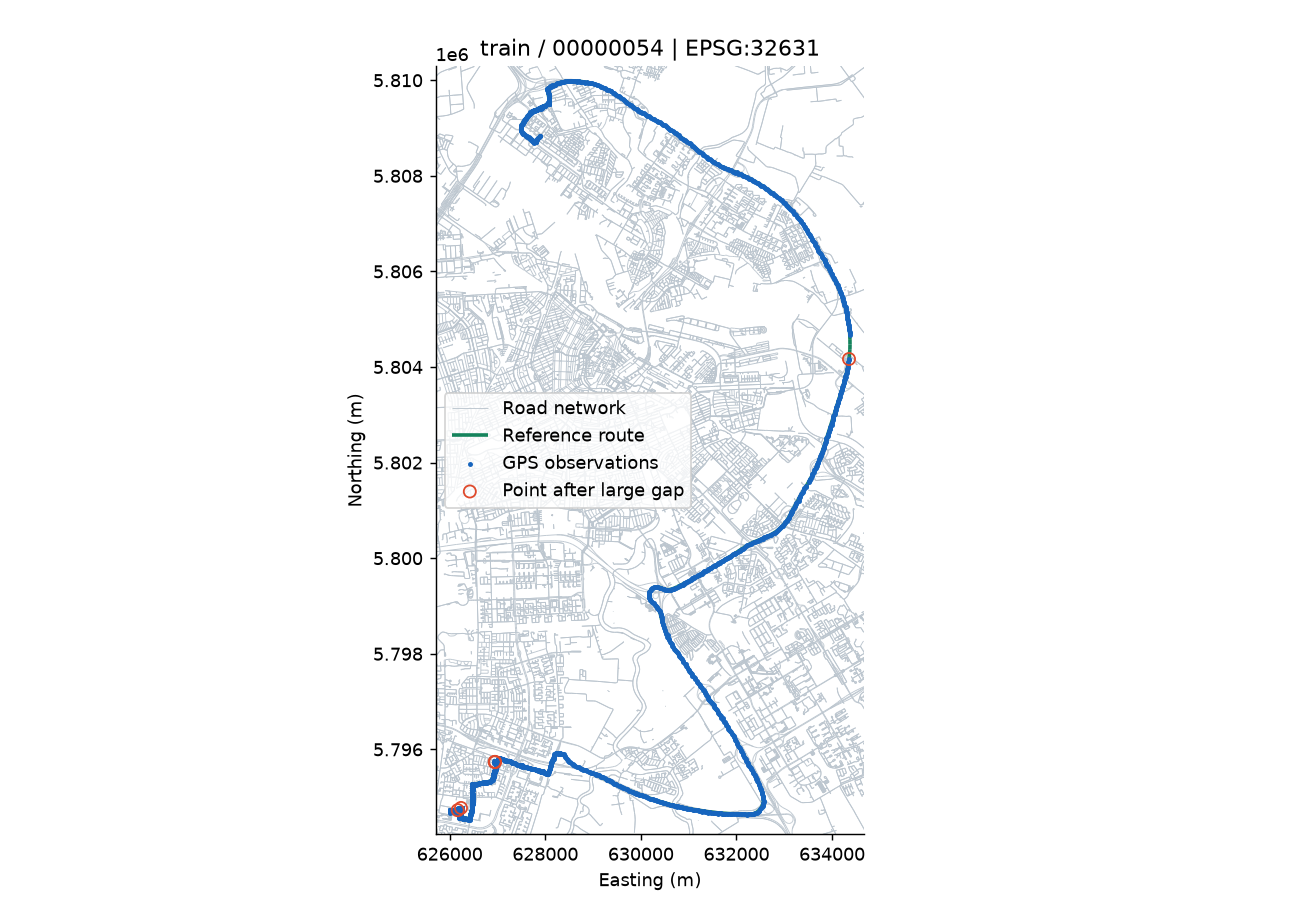 train / 00000054 | EPSG:32631
1e6
5.810
5.808
5.806
5.804
5.802
5.800
5.798
5.796
Northing (m)
Road network
Reference route
GPS observations
Point after large gap
626000 628000 630000 632000 634000
Easting (m)